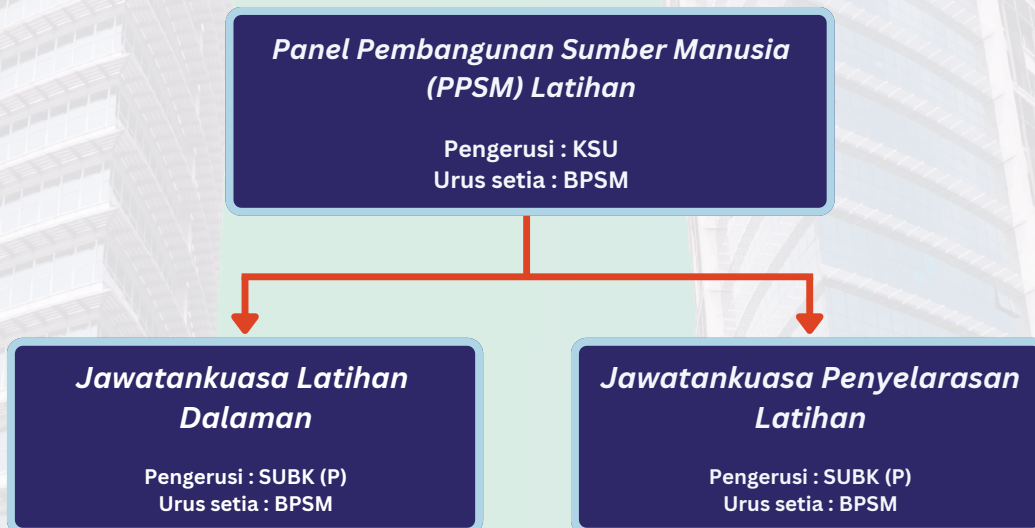 Panel Pembangunan Sumber Manusia
(PPSM) Latihan
Pengerusi : KSU
Urus setia : BPSM
Jawatankuasa Latihan
Dalaman
Pengerusi : SUBK (P)
Urus setia : BPSM
Jawatankuasa Penyelarasan
Latihan
Pengerusi : SUBK (P)
Urus setia : BPSM